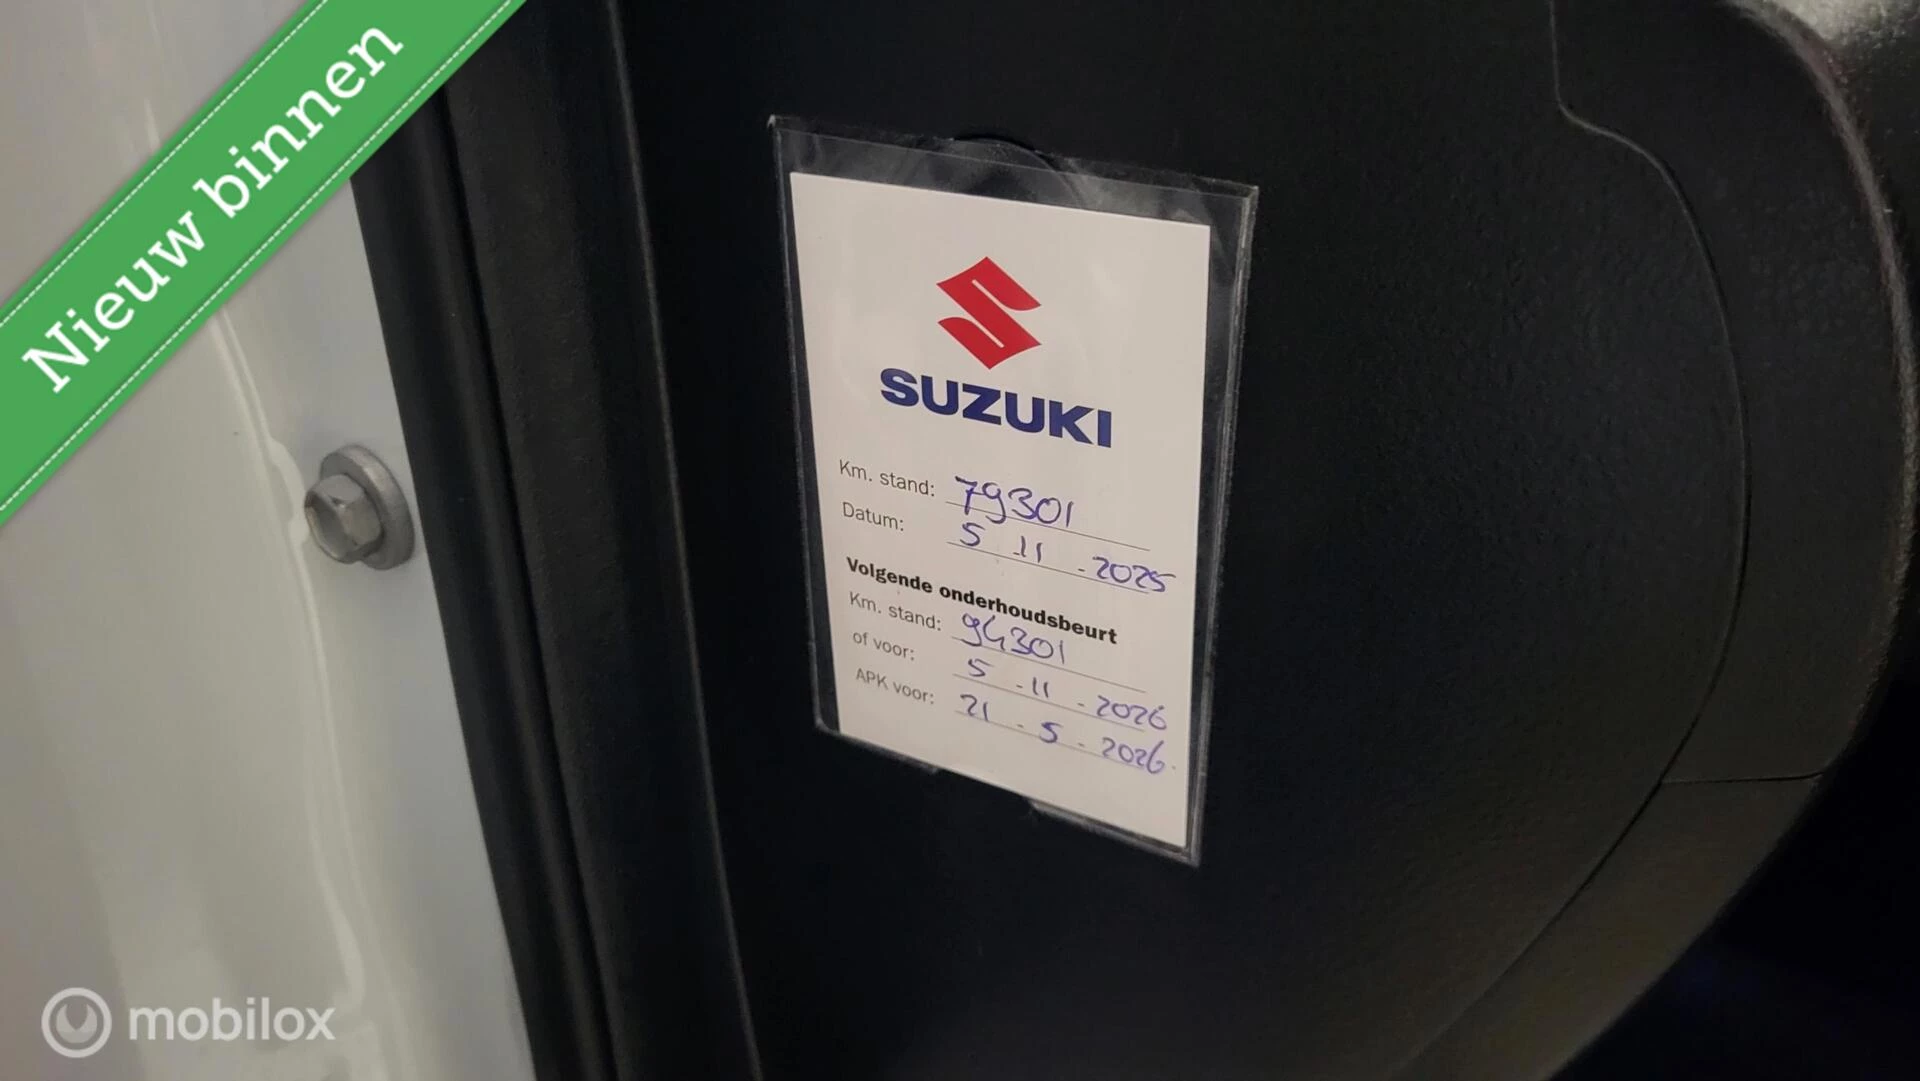 Nieuw binnen
SUZUKI
Km. stand: 79301
Datum: 5 - 11 - 2025
Volgende onderhoudsbeurt
Km. stand: 94301
of voor: 5 - 11 - 2026
APK voor: 21 - 5 - 2026
mobilox